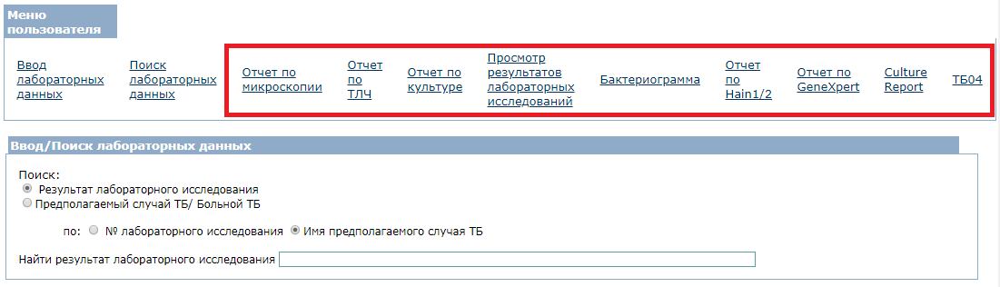 Меню
пользователя
Ввод
лабораторных
данных
Поиск
лабораторных
данных
Отчет по
микроскопии
Отчет
по
ТЛЧ
Отчет по
культуре
Просмотр
результатов
лабораторных
исследований
Бактериограмма
Отчет
по
Hain1/2
Отчет по
GeneXpert
Culture
Report
ТБ04
Ввод/Поиск лабораторных данных
Поиск:
Результат лабораторного исследования
Предполагаемый случай ТБ/ Больной ТБ
по: № лабораторного исследования Имя предполагаемого случая ТБ
Найти результат лабораторного исследования